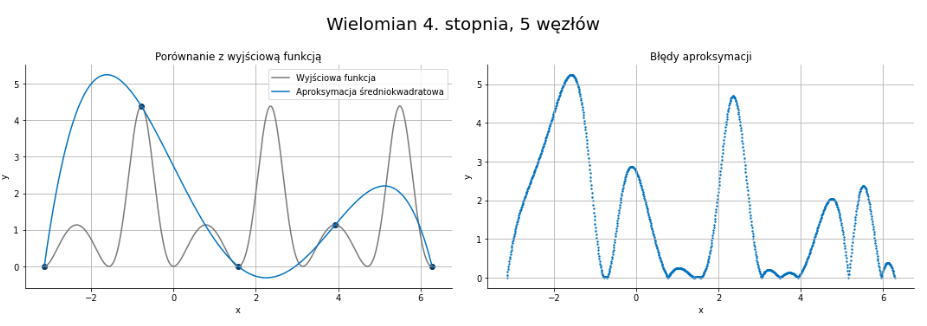 Wielomian 4. stopnia, 5 węzłów
Porównanie z wyjściową funkcją
Wyjściowa funkcja
Aproksymacja średniokwadratowa
5
4
3
2
1
0
y
−2
0
2
4
6
x
Błędy aproksymacji
5
4
3
2
1
0
y
−2
0
2
4
6
x